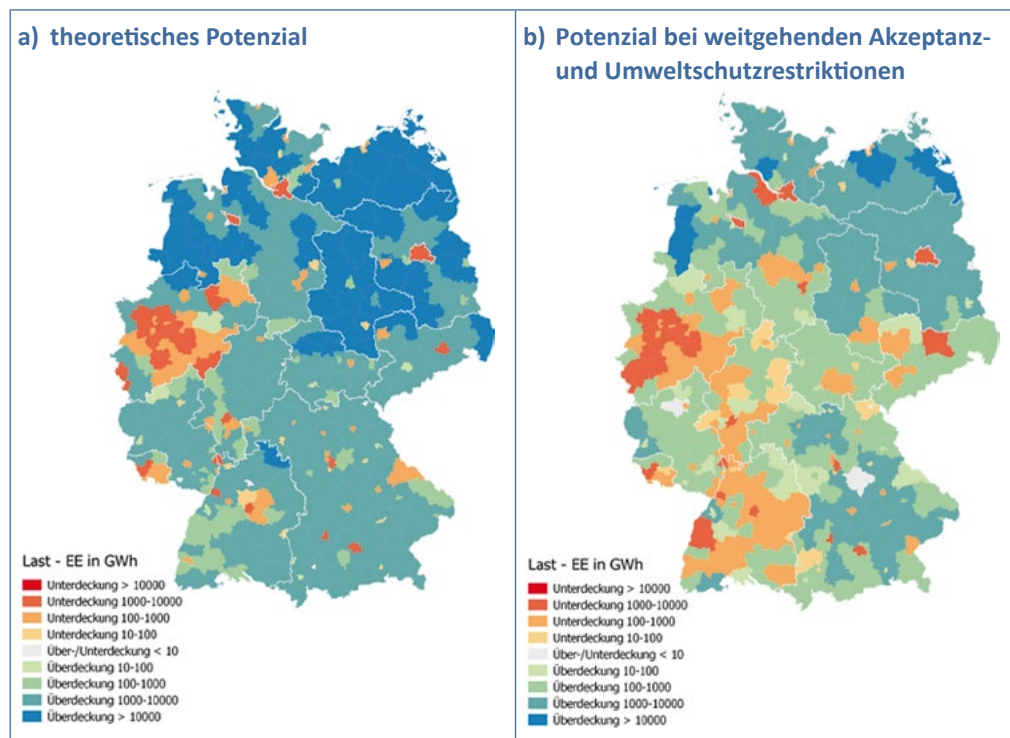 a) theoretisches Potenzial
Last - EE in GWh
Unterdeckung > 10000
Unterdeckung 1000-10000
Unterdeckung 100-1000
Unterdeckung 10-100
Über-/Unterdeckung < 10
Überdeckung 10-100
Überdeckung 100-1000
Überdeckung 1000-10000
Überdeckung > 10000
b) Potenzial bei weitgehenden Akzeptanz-
und Umweltschutzrestriktionen
Last - EE in GWh
Unterdeckung > 10000
Unterdeckung 1000-10000
Unterdeckung 100-1000
Unterdeckung 10-100
Über-/Unterdeckung < 10
Überdeckung 10-100
Überdeckung 100-1000
Überdeckung 1000-10000
Überdeckung > 10000